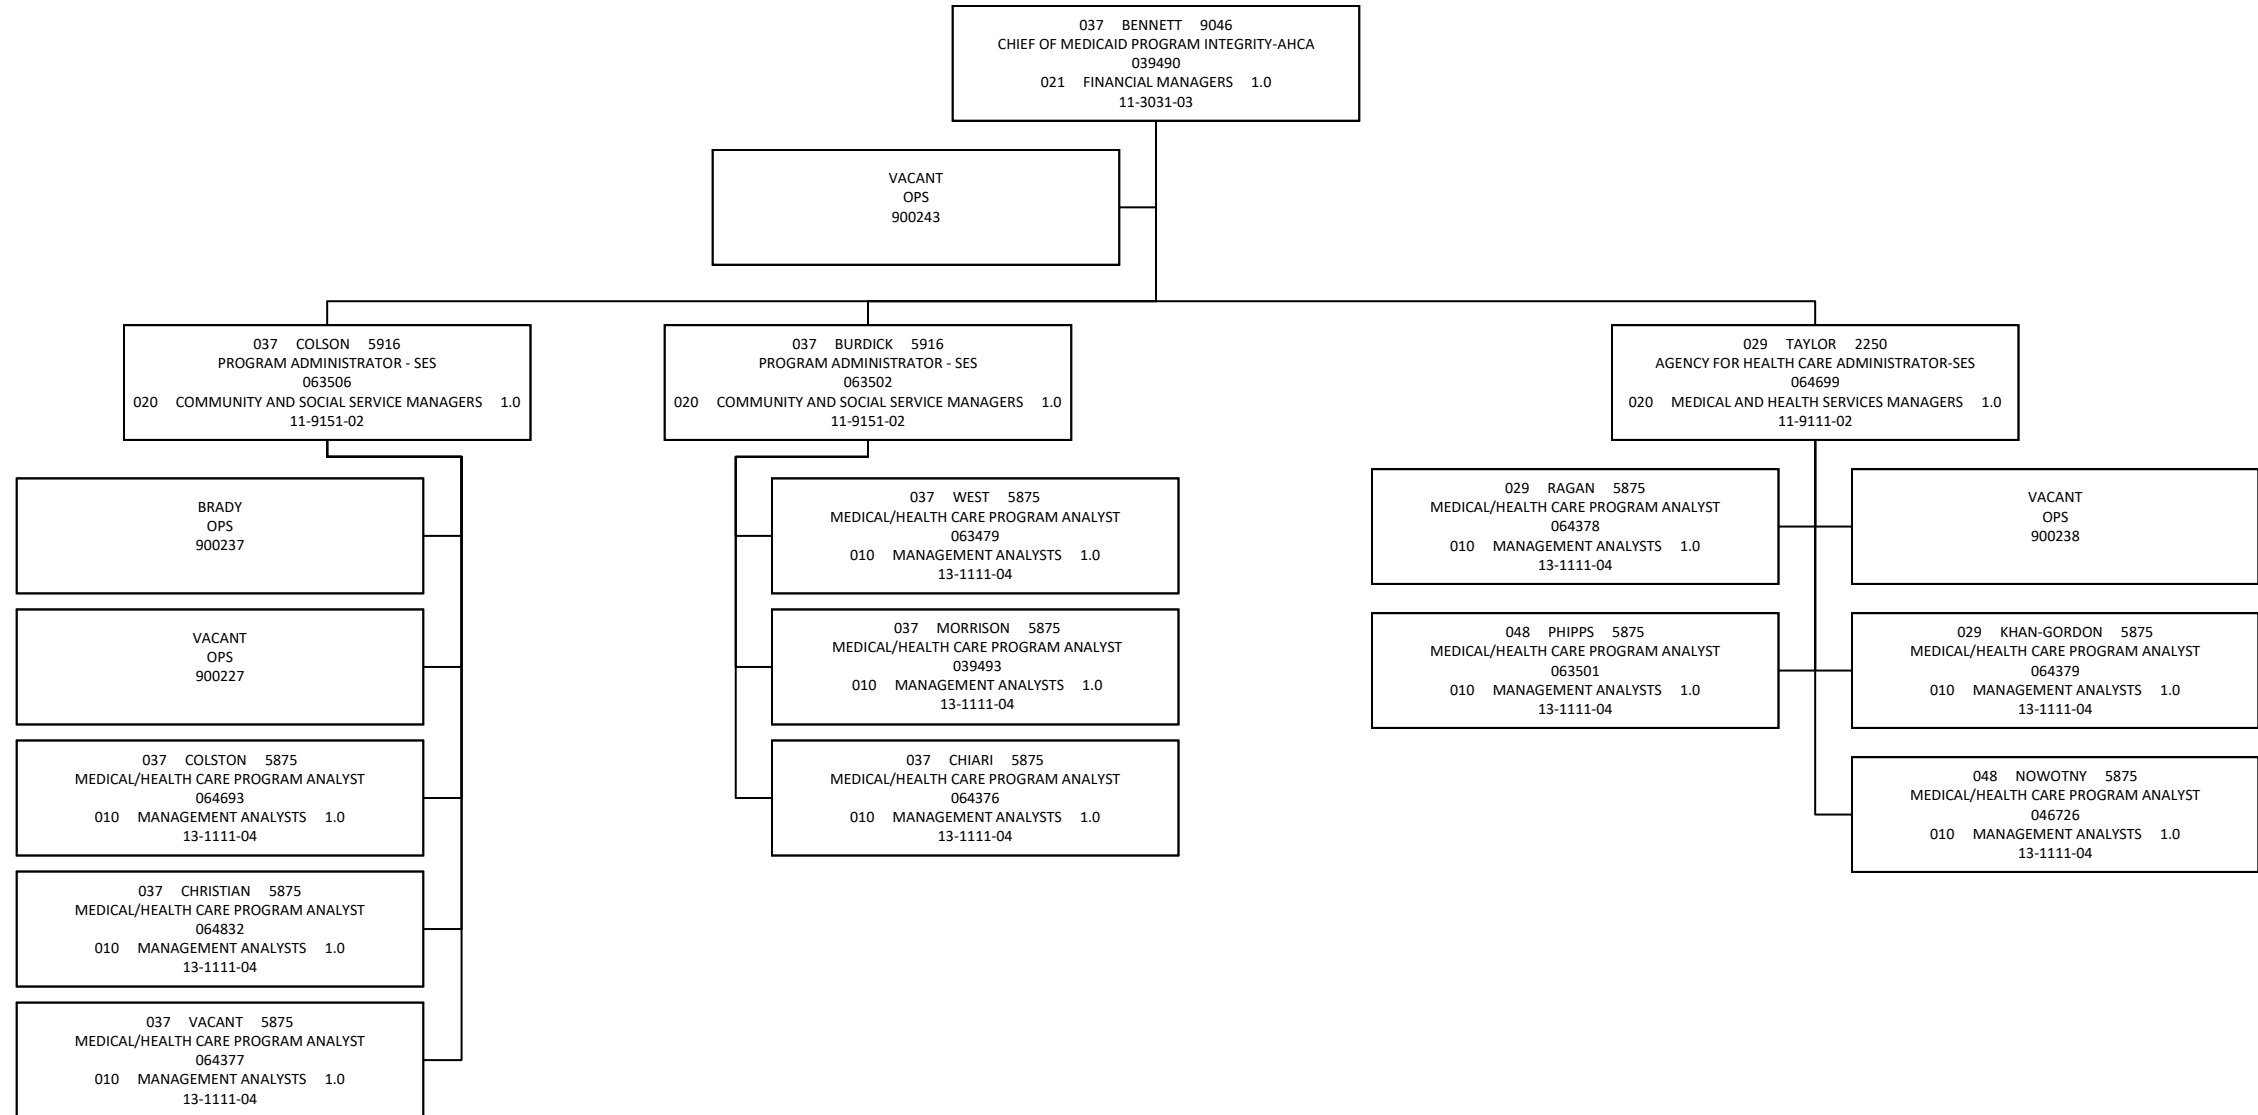 037 BENNETT 9046
CHIEF OF MEDICAID PROGRAM INTEGRITY-AHCA
039490
021 FINANCIAL MANAGERS 1.0
11-3031-03
VACANT
OPS
900243
037 COLSON 5916
PROGRAM ADMINISTRATOR - SES
063506
020 COMMUNITY AND SOCIAL SERVICE MANAGERS 1.0
11-9151-02
037 BURDICK 5916
PROGRAM ADMINISTRATOR - SES
063502
020 COMMUNITY AND SOCIAL SERVICE MANAGERS 1.0
11-9151-02
029 TAYLOR 2250
AGENCY FOR HEALTH CARE ADMINISTRATOR-SES
064699
020 MEDICAL AND HEALTH SERVICES MANAGERS 1.0
11-9111-02
BRADY
OPS
900237
VACANT
OPS
900227
037 COLSTON 5875
MEDICAL/HEALTH CARE PROGRAM ANALYST
064693
010 MANAGEMENT ANALYSTS 1.0
13-1111-04
037 CHRISTIAN 5875
MEDICAL/HEALTH CARE PROGRAM ANALYST
064832
010 MANAGEMENT ANALYSTS 1.0
13-1111-04
037 VACANT 5875
MEDICAL/HEALTH CARE PROGRAM ANALYST
064377
010 MANAGEMENT ANALYSTS 1.0
13-1111-04
037 WEST 5875
MEDICAL/HEALTH CARE PROGRAM ANALYST
063479
010 MANAGEMENT ANALYSTS 1.0
13-1111-04
037 MORRISON 5875
MEDICAL/HEALTH CARE PROGRAM ANALYST
039493
010 MANAGEMENT ANALYSTS 1.0
13-1111-04
037 CHIARI 5875
MEDICAL/HEALTH CARE PROGRAM ANALYST
064376
010 MANAGEMENT ANALYSTS 1.0
13-1111-04
029 RAGAN 5875
MEDICAL/HEALTH CARE PROGRAM ANALYST
064378
010 MANAGEMENT ANALYSTS 1.0
13-1111-04
VACANT
OPS
900238
048 PHIPPS 5875
MEDICAL/HEALTH CARE PROGRAM ANALYST
063501
010 MANAGEMENT ANALYSTS 1.0
13-1111-04
029 KHAN-GORDON 5875
MEDICAL/HEALTH CARE PROGRAM ANALYST
064379
010 MANAGEMENT ANALYSTS 1.0
13-1111-04
048 NOWOTNY 5875
MEDICAL/HEALTH CARE PROGRAM ANALYST
046726
010 MANAGEMENT ANALYSTS 1.0
13-1111-04